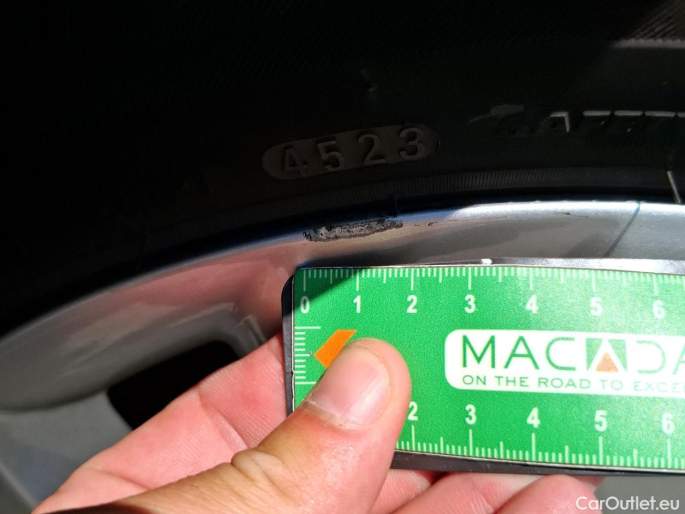 4523
0 1 2 3 4 5 6
MACADA
ON THE ROAD TO EXCEL
2 3 4 5 6
CarOutlet.eu